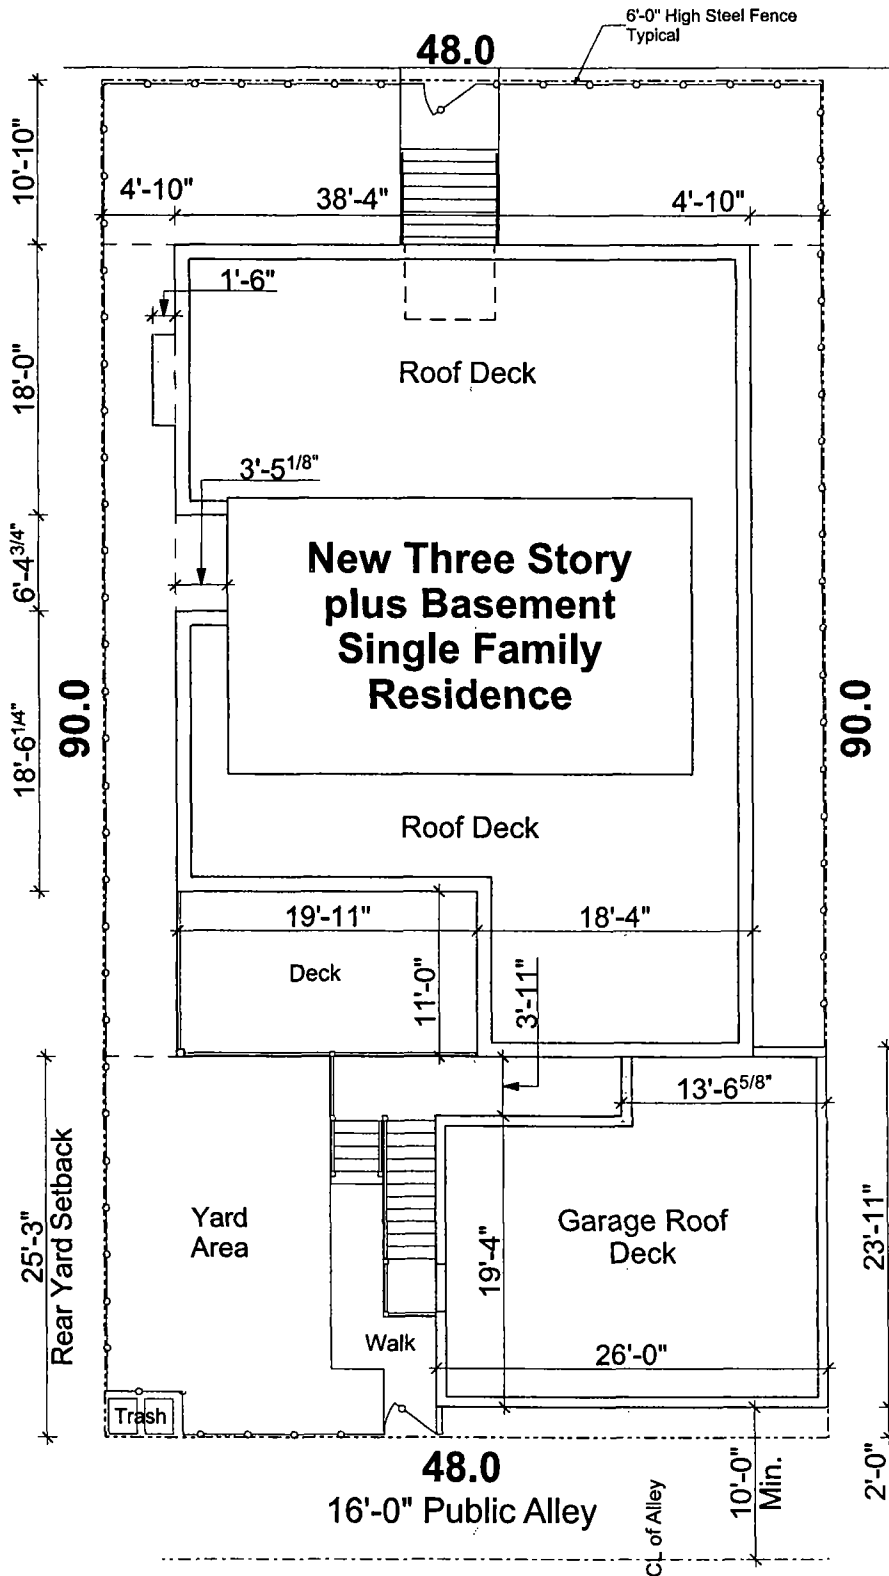 6'-0" High Steel Fence
Typical
48.0
10'-10"
4'-10"
38'-4"
4'-10"
1'-6"
18'-0"
Roof Deck
3'-5 1/8"
6'-4 3/4"
New Three Story
plus Basement
Single Family
Residence
90.0
90.0
18'-6 1/4"
Roof Deck
19'-11"
18'-4"
Deck
11'-0"
3'-11"
13'-6 5/8"
25'-3"
Rear Yard Setback
Yard
Area
19'-4"
Garage Roof
Deck
23'-11"
Walk
26'-0"
Trash
48.0
16'-0" Public Alley
CL of Alley
10'-0"
Min.
2'-0"